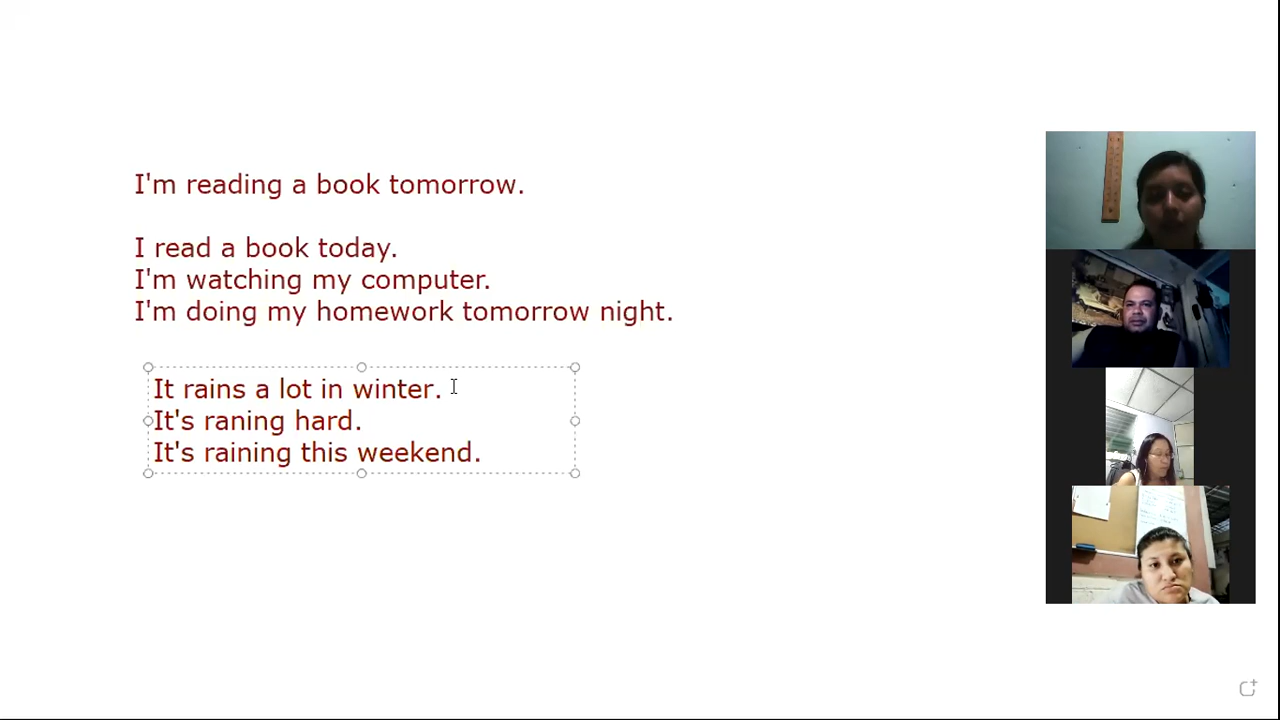 I'm reading a book tomorrow.
I read a book today.
I'm watching my computer.
I'm doing my homework tomorrow night.
It rains a lot in winter.
It's raning hard.
It's raining this weekend.